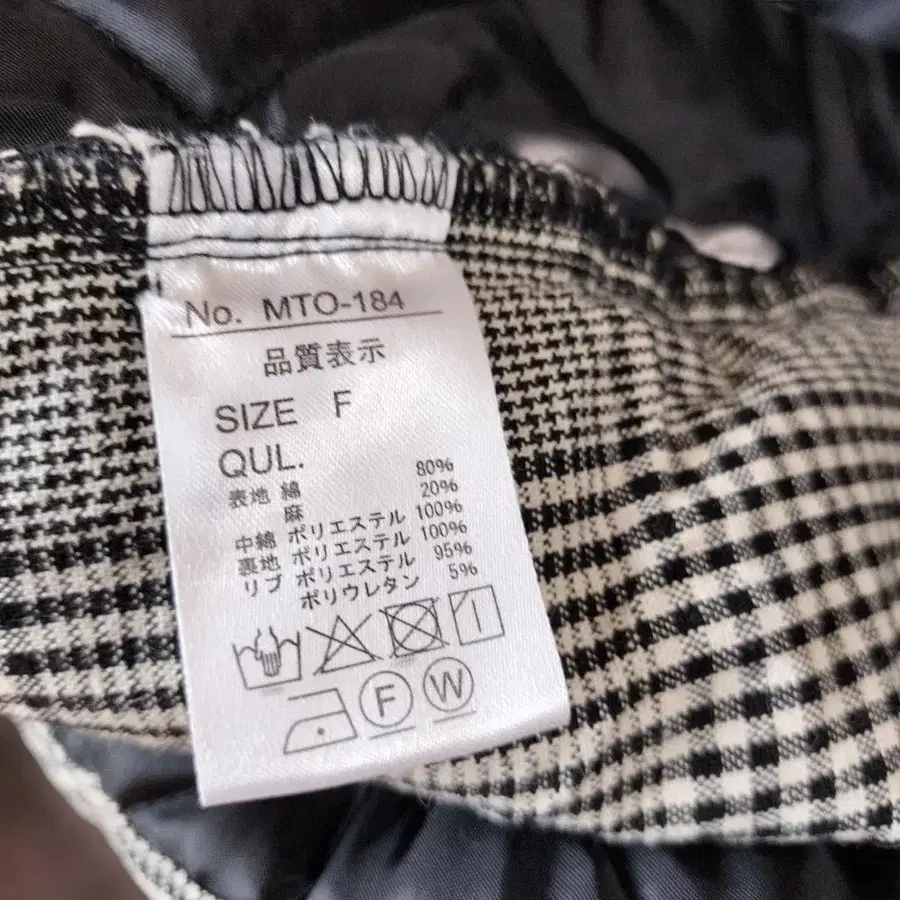 No. MTO-184
品質表示
SIZE F
QUL.
表地 綿 80%
麻 20%
中綿 ポリエステル 100%
裏地 ポリエステル 100%
リブ ポリエステル 95%
ポリウレタン 5%
F W